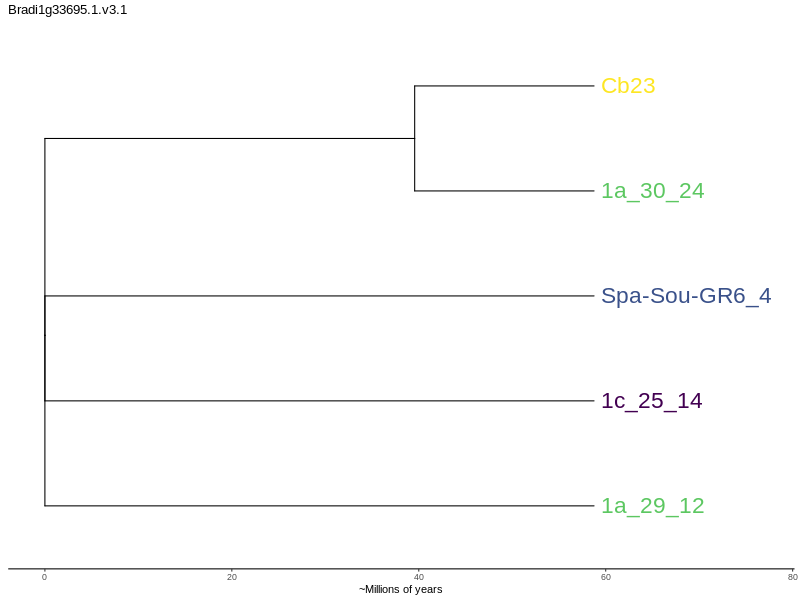 Bradi1g33695.1.v3.1
Cb23
1a_30_24
Spa-Sou-GR6_4
1c_25_14
1a_29_12
0 20 40 60 80
~Millions of years